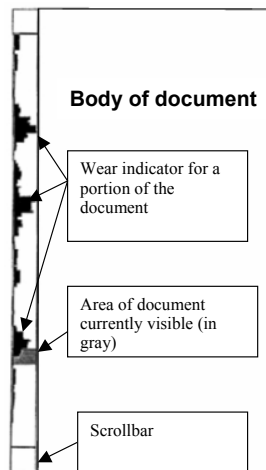 Body of document
Wear indicator for a
portion of the
document
Area of document
currently visible (in
gray)
Scrollbar